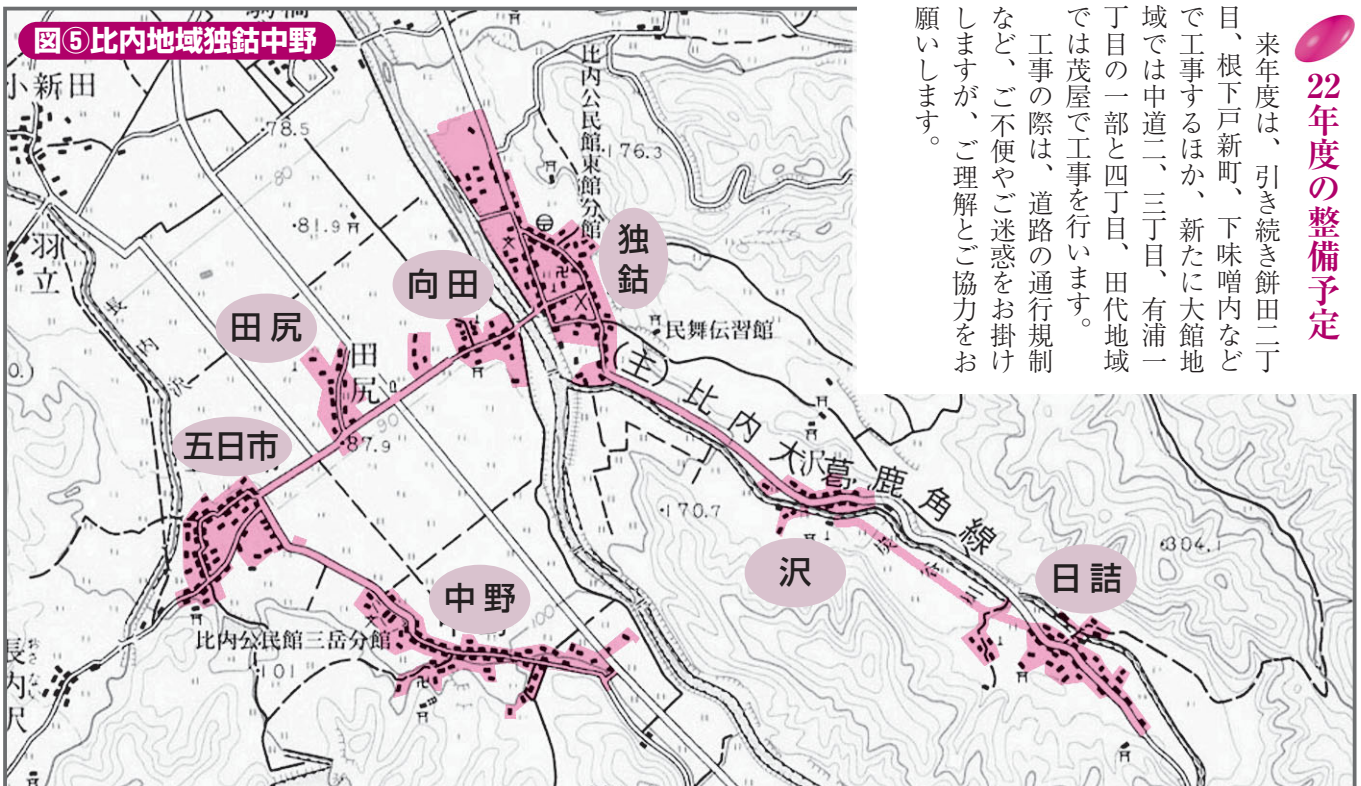 図⑤比内地域独鈷中野
22年度の整備予定
来年度は、引き続き餅田二丁
目、根下戸新町、下味噌内など
で工事するほか、新たに大館地
域では中道二、三丁目、有浦一
丁目の一部と四丁目、田代地域
では茂屋で工事を行います。
工事の際は、道路の通行規制
など、ご不便やご迷惑をお掛け
しますが、ご理解とご協力をお
願いします。
小新田
78.5
80
81.9
羽立
比内公民館東館分館
176.3
独鈷
向田
田尻
田尻
民舞伝習館
(主)比内大葛鹿角線
五日市
87.9
90
170.7
沢
沢
304.1
日詰
中野
100
比内公民館三岳分館
101
長内沢
おさない